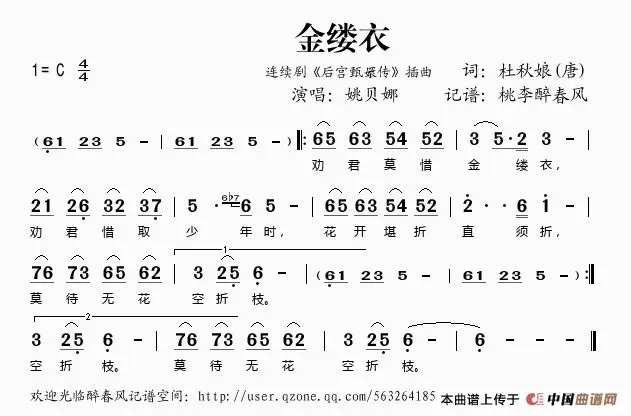 金缕衣
1=C 4/4 连续剧《后宫甄嬛传》插曲 词：杜秋娘(唐)
演唱：姚贝娜 记谱：桃李醉春风
( 61 23 5 - | 61 23 5 - ) ‖: 65 63 54 52 | 3 5·2 3 - |
劝 君 莫 惜 金 缕 衣，
21 26 32 37 | 5 · 6♭7 6 5 - | 65 63 54 52 | 2 · · 6 1 - |
劝 君 惜 取 少 年 时， 花 开 堪 折 直 须 折，
1
76 73 65 62 | 3 25 6 - | ( 61 23 5 - | 61 23 5 - ) :‖
莫 待 无 花 空 折 枝。
2
3 25 6 - | 76 73 65 62 | 3 25 6 - | 6 - - - ‖
空 折 枝。 莫 待 无 花 空 折 枝。
欢迎光临醉春风记谱空间：http://user.qzone.qq.com/563264185 本曲谱上传于 中国曲谱网